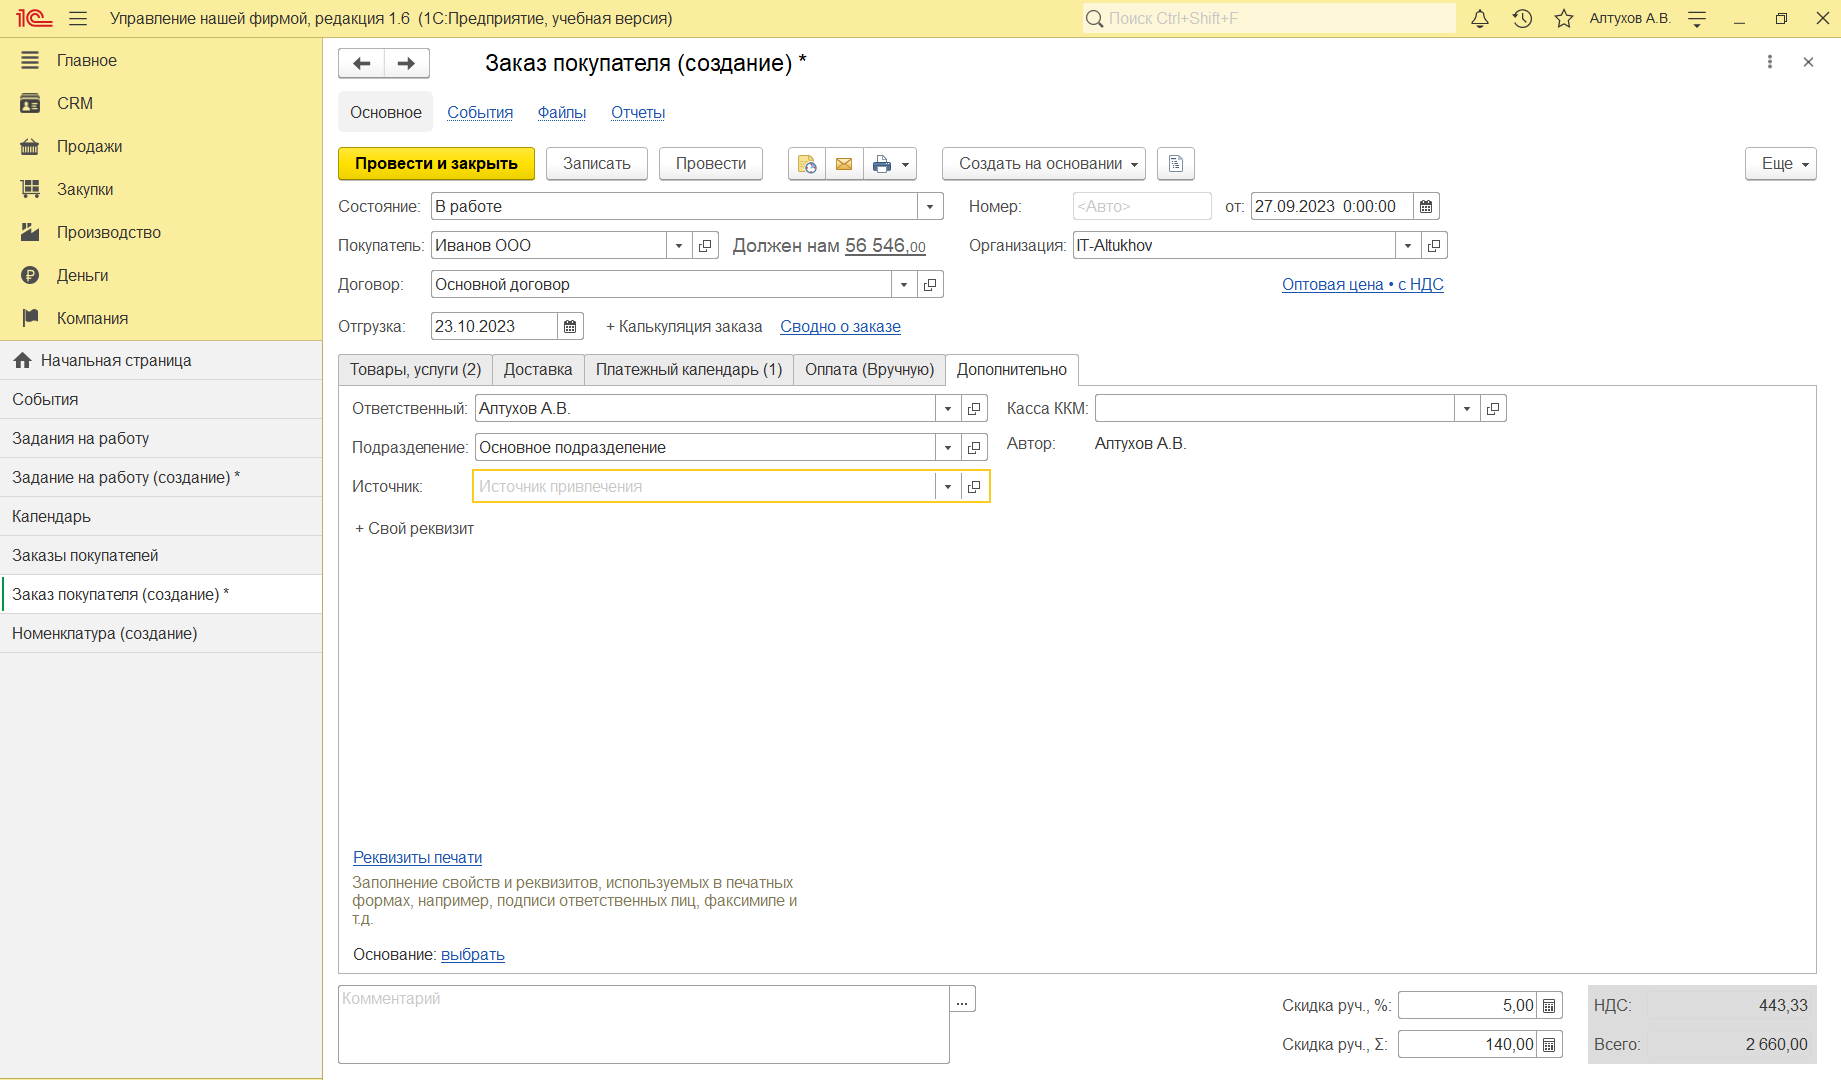 1С Управление нашей фирмой, редакция 1.6 (1С:Предприятие, учебная версия) Поиск Ctrl+Shift+F Алтухов А.В.
Главное
CRM
Продажи
Закупки
Производство
Деньги
Компания
Начальная страница
События
Задания на работу
Задание на работу (создание) *
Календарь
Заказы покупателей
Заказ покупателя (создание) *
Номенклатура (создание)
Заказ покупателя (создание) *
Основное События Файлы Отчеты
Провести и закрыть Записать Провести Создать на основании Еще
Состояние: В работе Номер: <Авто> от: 27.09.2023 0:00:00
Покупатель: Иванов ООО Должен нам 56 546,00 Организация: IT-Altukhov
Договор: Основной договор Оптовая цена • с НДС
Отгрузка: 23.10.2023 + Калькуляция заказа Сводно о заказе
Товары, услуги (2) Доставка Платежный календарь (1) Оплата (Вручную) Дополнительно
Ответственный: Алтухов А.В. Касса ККМ:
Подразделение: Основное подразделение Автор: Алтухов А.В.
Источник: Источник привлечения
+ Свой реквизит
Реквизиты печати
Заполнение свойств и реквизитов, используемых в печатных
формах, например, подписи ответственных лиц, факсимиле и
т.д.
Основание: выбрать
Комментарий ...
Скидка руч., %: 5,00 НДС: 443,33
Скидка руч., Σ: 140,00 Всего: 2 660,00